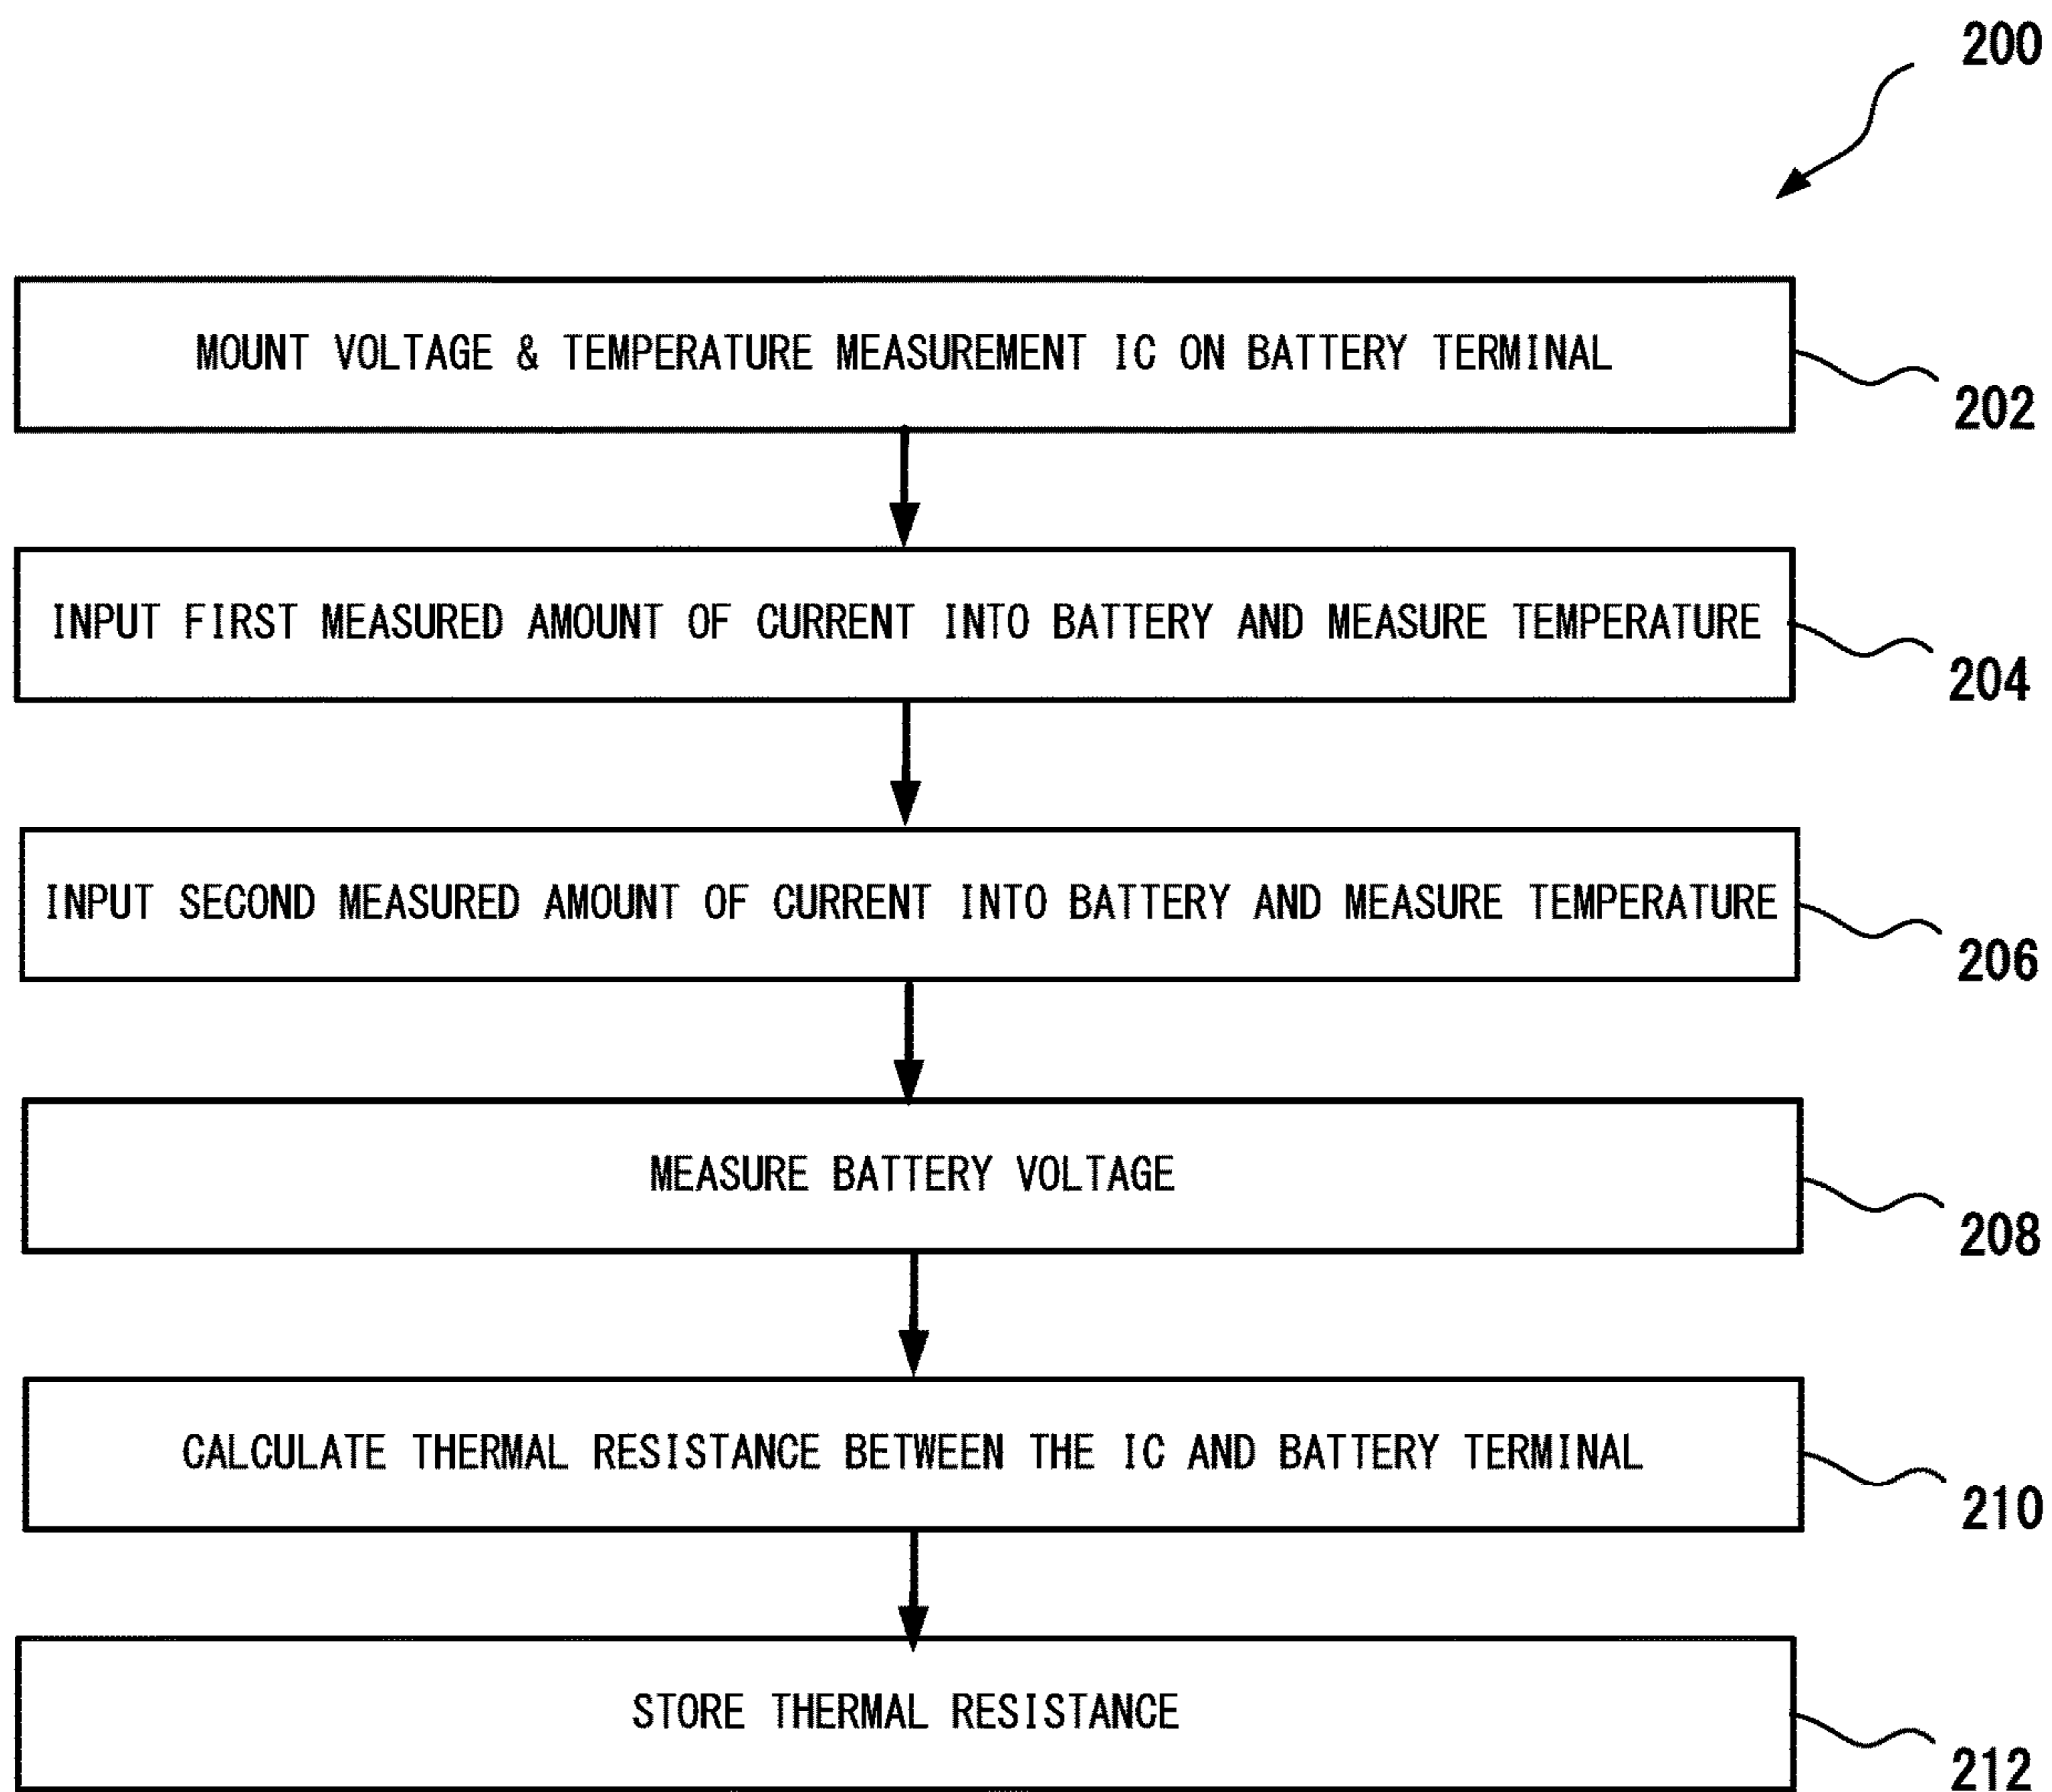 200
MOUNT VOLTAGE & TEMPERATURE MEASUREMENT IC ON BATTERY TERMINAL
202
INPUT FIRST MEASURED AMOUNT OF CURRENT INTO BATTERY AND MEASURE TEMPERATURE
204
INPUT SECOND MEASURED AMOUNT OF CURRENT INTO BATTERY AND MEASURE TEMPERATURE
206
MEASURE BATTERY VOLTAGE
208
CALCULATE THERMAL RESISTANCE BETWEEN THE IC AND BATTERY TERMINAL
210
STORE THERMAL RESISTANCE
212